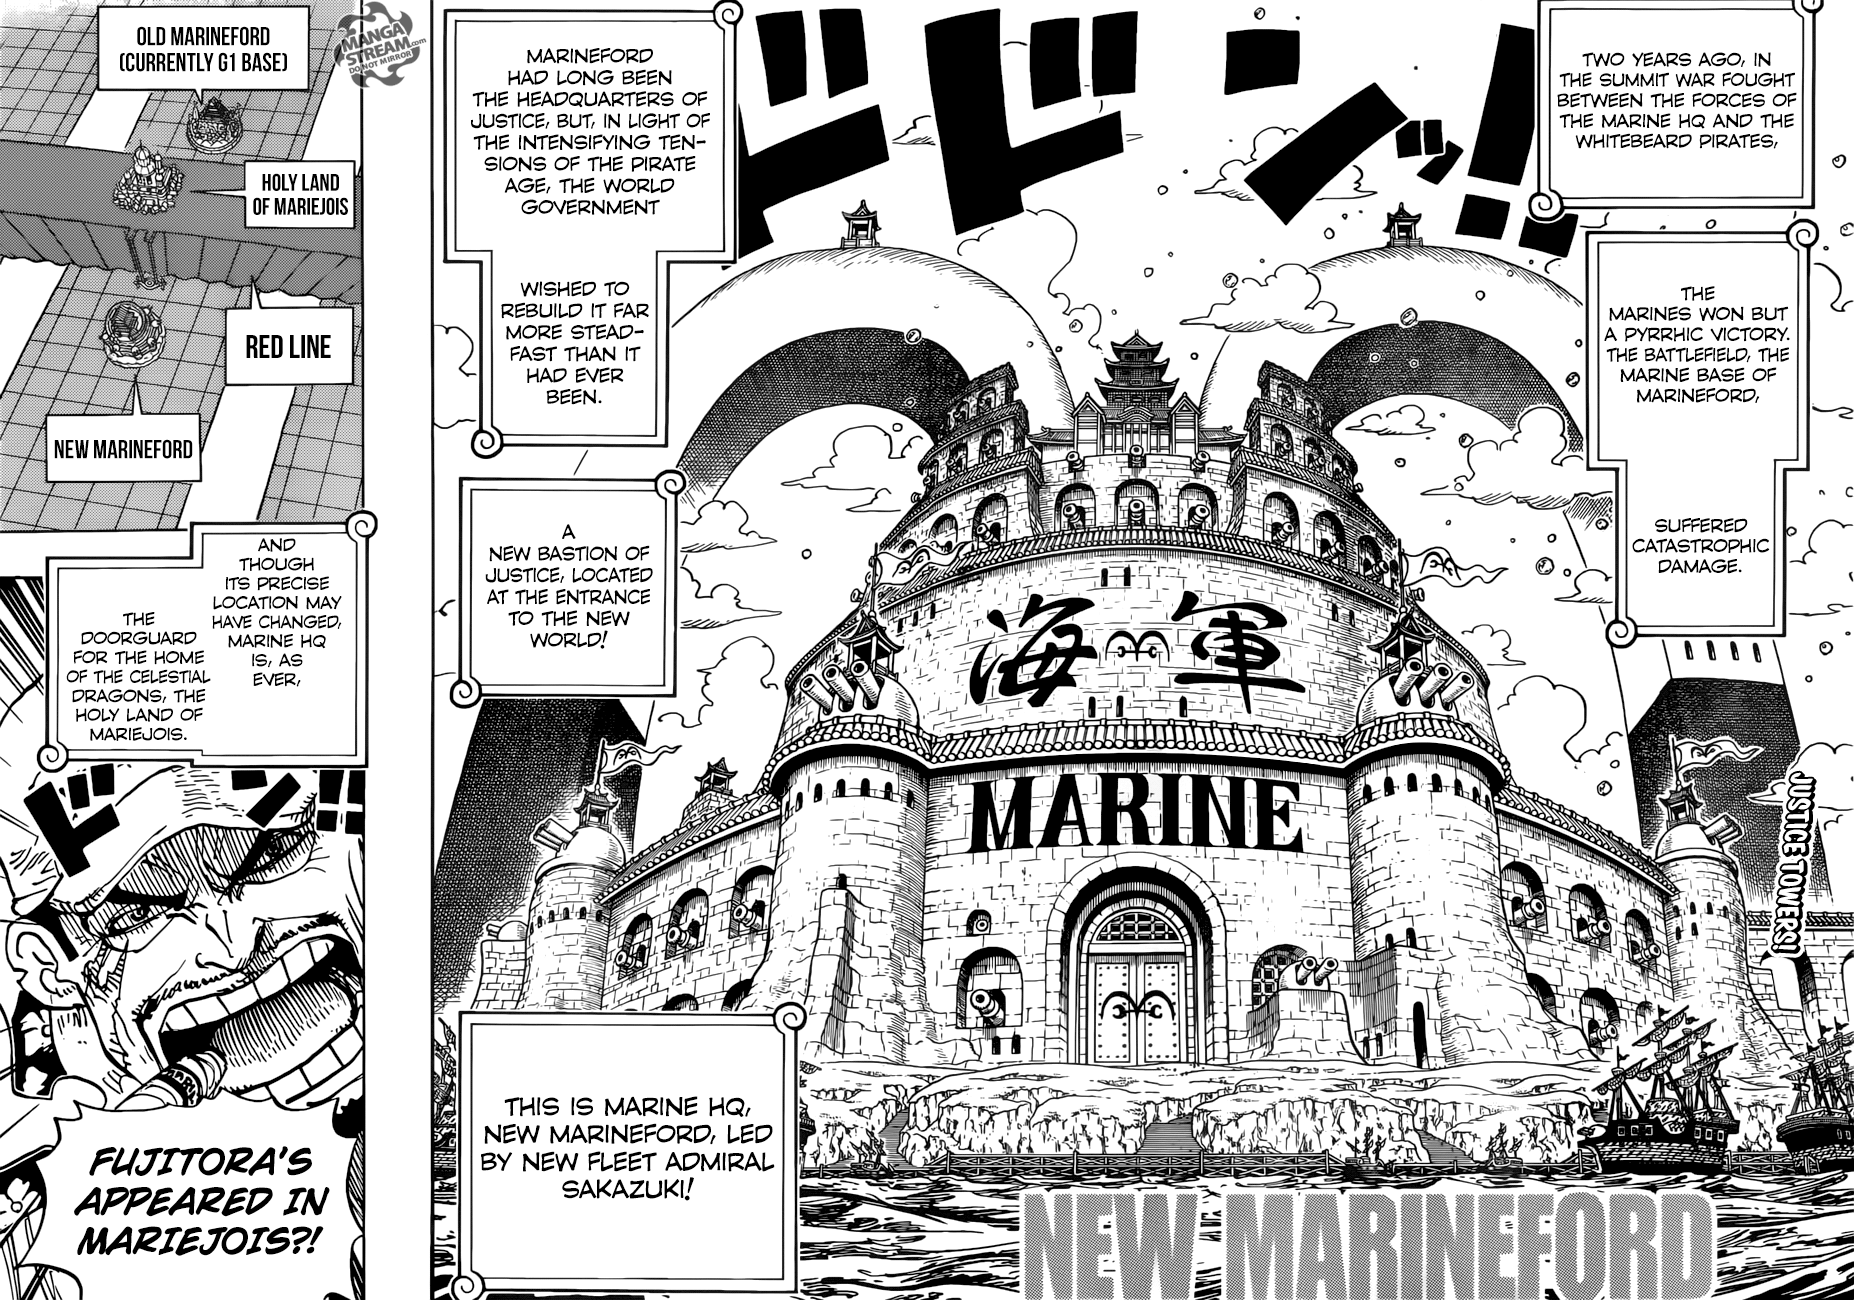 TWO YEARS AGO, IN
THE SUMMIT WAR FOUGHT
BETWEEN THE FORCES OF
THE MARINE HQ AND THE
WHITEBEARD PIRATES,
THE
MARINES WON BUT
A PYRRHIC VICTORY.
THE BATTLEFIELD, THE
MARINE BASE OF
MARINEFORD,
SUFFERED
CATASTROPHIC
DAMAGE.
ドドンッ!!
MARINEFORD
HAD LONG BEEN
THE HEADQUARTERS OF
JUSTICE, BUT, IN LIGHT OF
THE INTENSIFYING TEN-
SIONS OF THE PIRATE
AGE, THE WORLD
GOVERNMENT
WISHED TO
REBUILD IT FAR
MORE STEAD-
FAST THAN IT
HAD EVER
BEEN.
A
NEW BASTION OF
JUSTICE, LOCATED
AT THE ENTRANCE
TO THE NEW
WORLD!
海軍
MARINE
JUSTICE TOWERS!!
THIS IS MARINE HQ,
NEW MARINEFORD, LED
BY NEW FLEET ADMIRAL
SAKAZUKI!
NEW MARINEFORD
OLD MARINEFORD
(CURRENTLY G1 BASE)
MANGA
STREAM.com
DO NOT MIRROR
HOLY LAND
OF MARIEJOIS
RED LINE
NEW MARINEFORD
AND
THOUGH
ITS PRECISE
LOCATION MAY
HAVE CHANGED,
MARINE HQ
IS, AS
EVER,
THE
DOORGUARD
FOR THE HOME
OF THE CELESTIAL
DRAGONS, THE
HOLY LAND OF
MARIEJOIS.
ドン!!
FUJITORA'S
APPEARED IN
MARIEJOIS?!